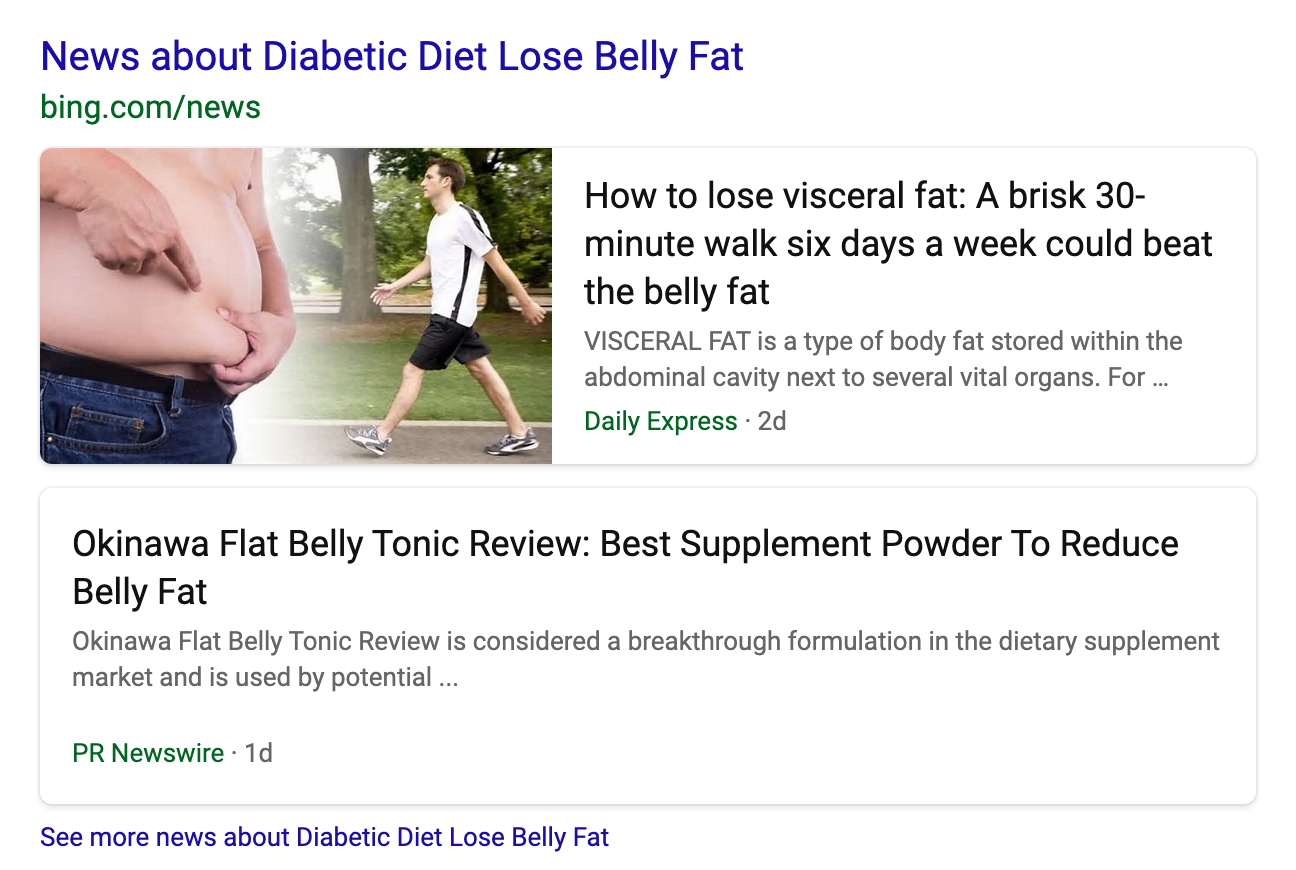 News about Diabetic Diet Lose Belly Fat
bing.com/news
How to lose visceral fat: A brisk 30-
minute walk six days a week could beat
the belly fat
VISCERAL FAT is a type of body fat stored within the
abdominal cavity next to several vital organs. For ...
Daily Express · 2d
Okinawa Flat Belly Tonic Review: Best Supplement Powder To Reduce
Belly Fat
Okinawa Flat Belly Tonic Review is considered a breakthrough formulation in the dietary supplement
market and is used by potential ...
PR Newswire · 1d
See more news about Diabetic Diet Lose Belly Fat